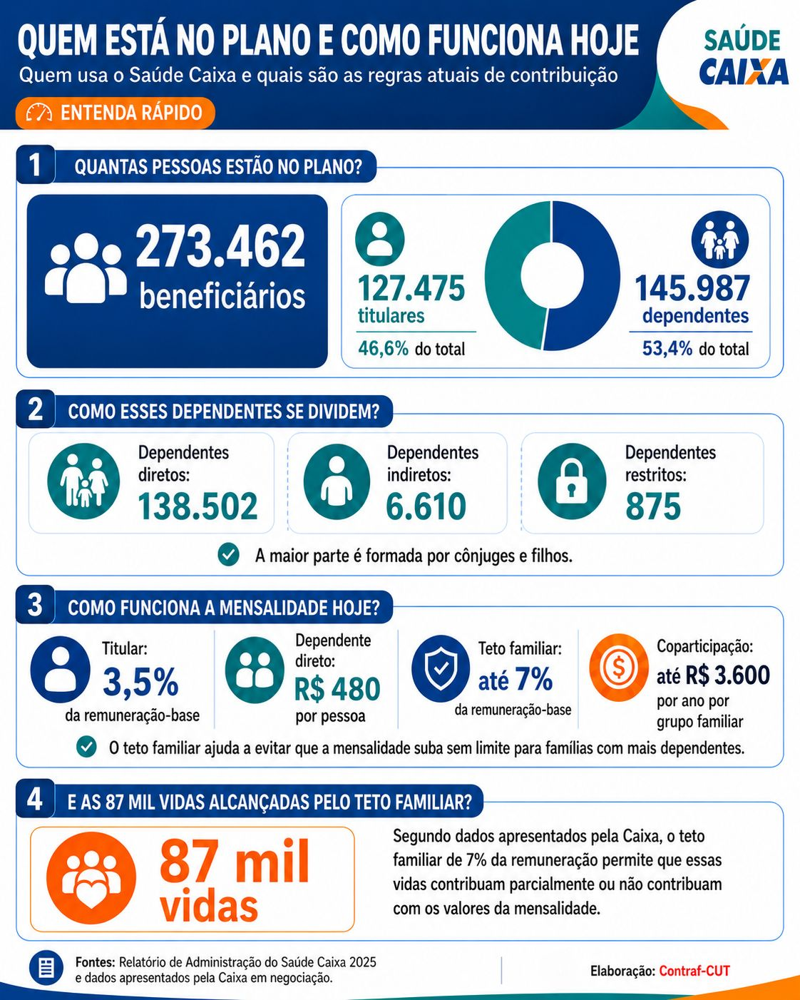 QUEM ESTÁ NO PLANO E COMO FUNCIONA HOJE
Quem usa o Saúde Caixa e quais são as regras atuais de contribuição
ENTENDA RÁPIDO
SAÚDE
CAIXA
1
QUANTAS PESSOAS ESTÃO NO PLANO?
273.462
beneficiários
127.475
titulares
46,6% do total
145.987
dependentes
53,4% do total
2
COMO ESSES DEPENDENTES SE DIVIDEM?
Dependentes
diretos:
138.502
Dependentes
indiretos:
6.610
Dependentes
restritos:
875
A maior parte é formada por cônjuges e filhos.
3
COMO FUNCIONA A MENSALIDADE HOJE?
Titular:
3,5%
da remuneração-base
Dependente
direto:
R$ 480
por pessoa
Teto familiar:
até 7%
da remuneração-base
$
Coparticipação:
até R$ 3.600
por ano por
grupo familiar
O teto familiar ajuda a evitar que a mensalidade suba sem limite para famílias com mais dependentes.
4
E AS 87 MIL VIDAS ALCANÇADAS PELO TETO FAMILIAR?
87 mil
vidas
Segundo dados apresentados pela Caixa, o teto
familiar de 7% da remuneração permite que essas
vidas contribuam parcialmente ou não contribuam
com os valores da mensalidade.
Fontes: Relatório de Administração do Saúde Caixa 2025
e dados apresentados pela Caixa em negociação.
Elaboração: Contraf-CUT